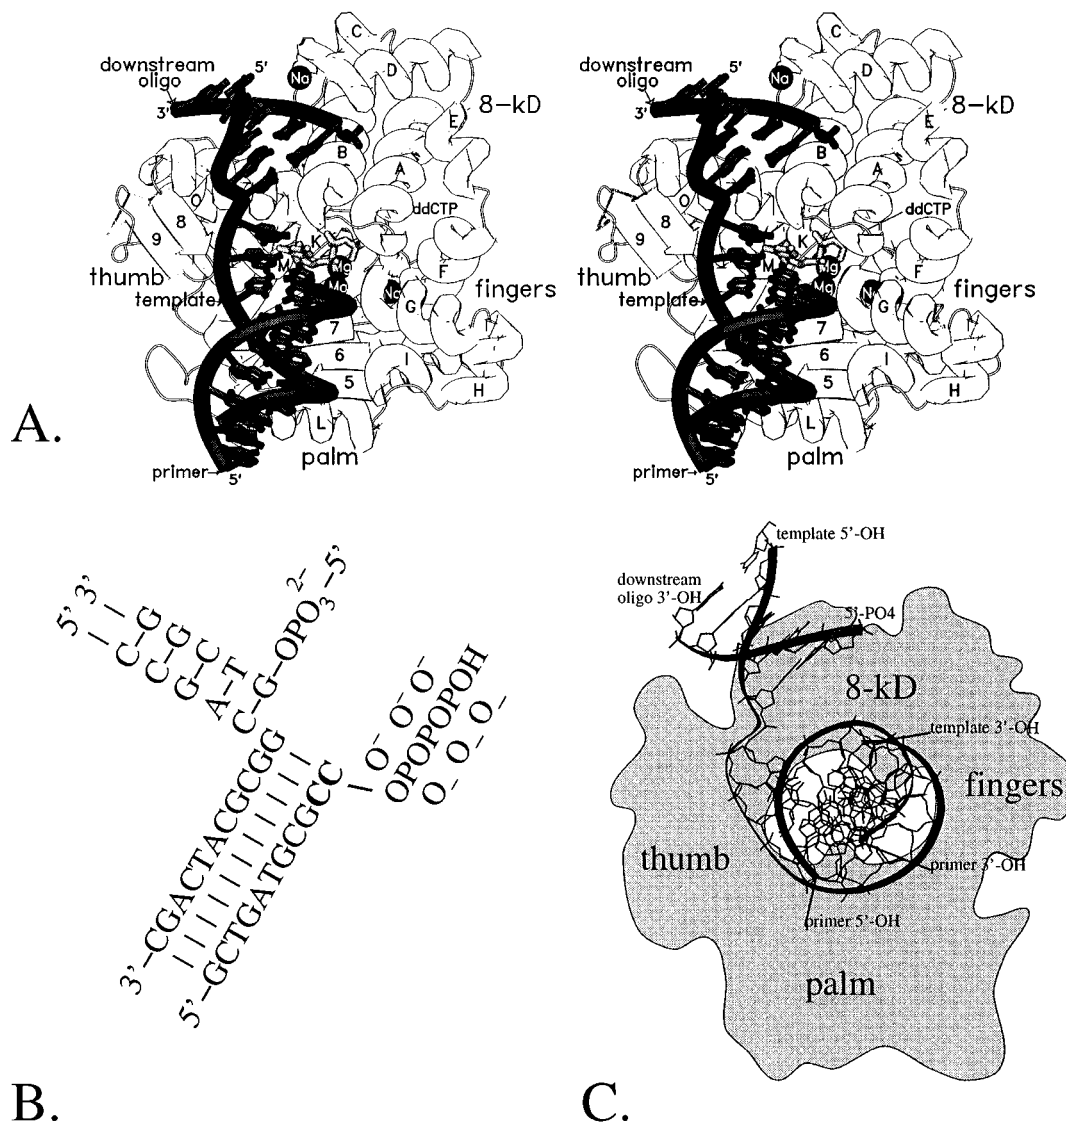 C
D
Na
5'
downstream
oligo
3'
8-kD
E
B
A
O
8
9
ddCTP
K
M
Mg
Mg
F
thumb
template
Na
G
fingers
7
6
5
I
H
L
palm
primer
5'
A.
C
D
Na
5'
downstream
oligo
3'
8-kD
E
B
A
O
8
9
ddCTP
K
M
Mg
Mg
F
thumb
template
G
fingers
7
6
5
I
H
L
palm
primer
5'
5' 3'
C–G
C–G
G–C
A–T
C–G–OPO3 2– –5'
3'–CGACTACGCGG
5'–GCTGATGCGCC
O– O– O–
OPOPOPOH
O– O– O–
B.
template 5'-OH
downstream
oligo 3'-OH
5'-PO4
8-kD
template 3'-OH
fingers
thumb
primer 3'-OH
primer 5'-OH
palm
C.